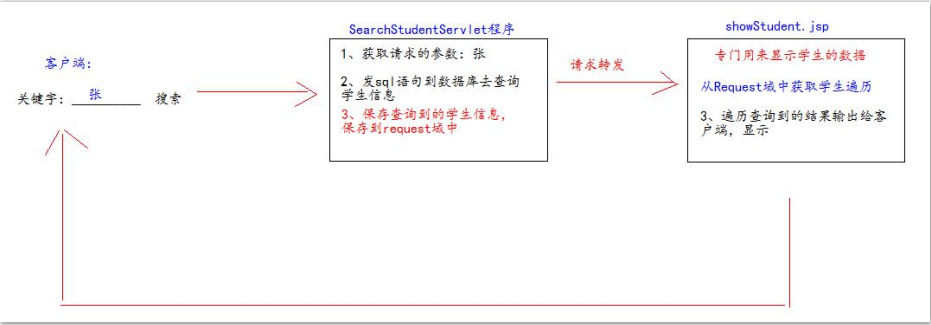 客户端：
关键字：张 搜索
SearchStudentServlet程序
1、获取请求的参数：张
2、发sql语句到数据库去查询
学生信息
3、保存查询到的学生信息，
保存到request域中
请求转发
showStudent.jsp
专门用来显示学生的数据
从Request域中获取学生遍历
3、遍历查询到的结果输出给客
户端，显示